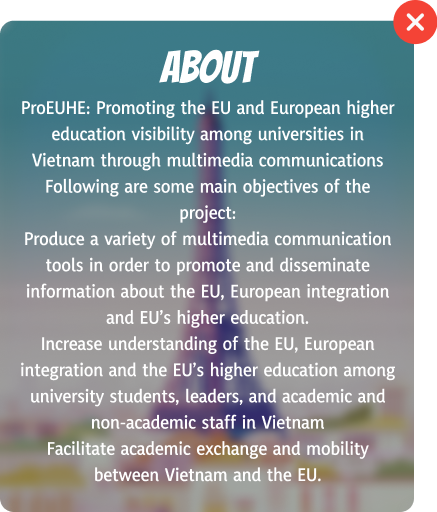 ABOUT
ProEUHE: Promoting the EU and European higher
education visibility among universities in
Vietnam through multimedia communications
Following are some main objectives of the
project:
Produce a variety of multimedia communication
tools in order to promote and disseminate
information about the EU, European integration
and EU’s higher education.
Increase understanding of the EU, European
integration and the EU’s higher education among
university students, leaders, and academic and
non-academic staff in Vietnam
Facilitate academic exchange and mobility
between Vietnam and the EU.